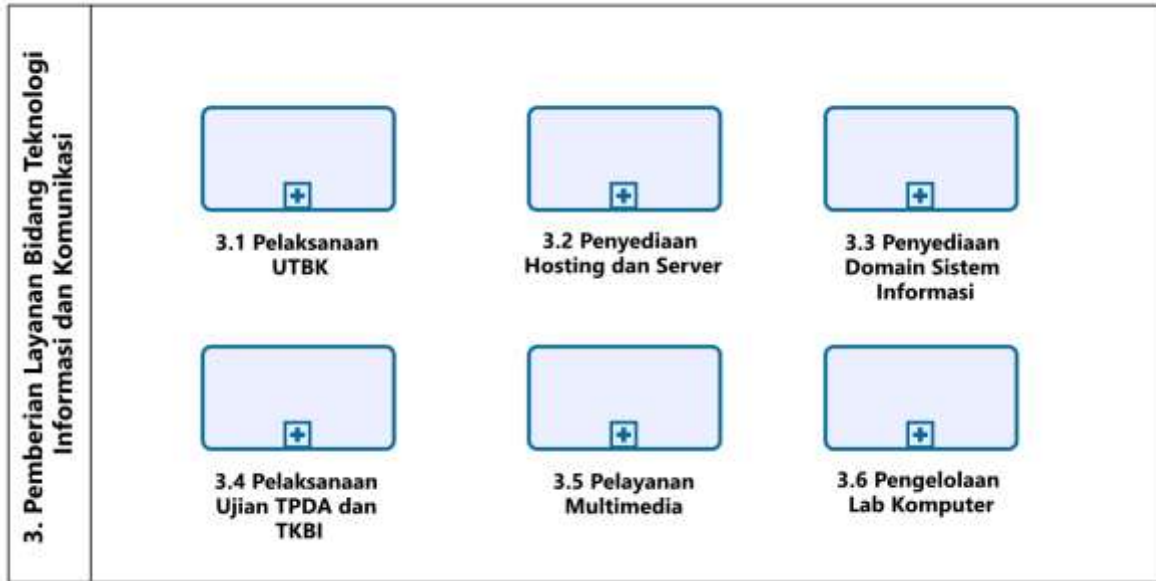 3. Pemberian Layanan Bidang Teknologi
Informasi dan Komunikasi
3.1 Pelaksanaan
UTBK
3.2 Penyediaan
Hosting dan Server
3.3 Penyediaan
Domain Sistem
Informasi
3.4 Pelaksanaan
Ujian TPDA dan
TKBI
3.5 Pelayanan
Multimedia
3.6 Pengelolaan
Lab Komputer